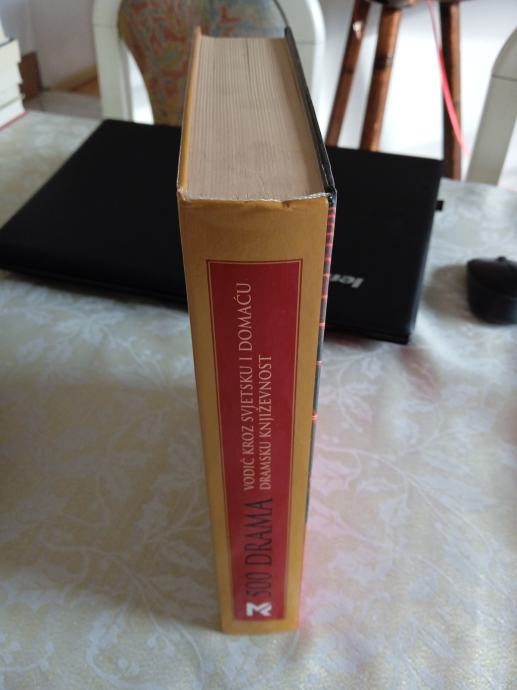 500 DRAMA
VODIČ KROZ SVJETSKU I DOMAĆU
DRAMSKU KNJIŽEVNOST